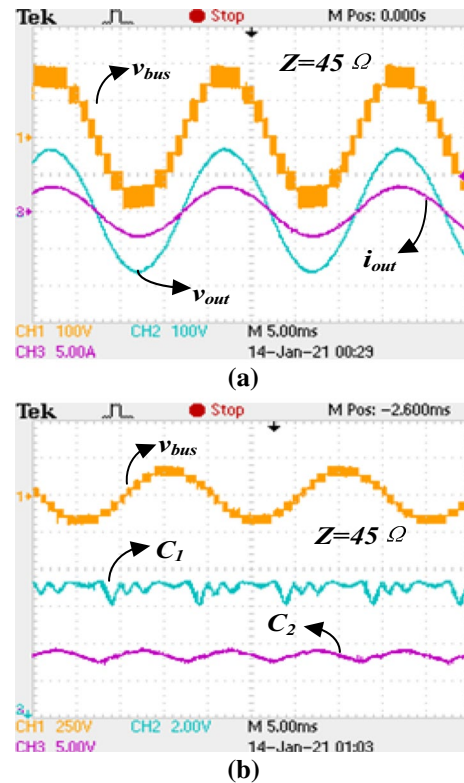 Tek Stop M Pos: 0.000s
v_bus Z=45 Ω
1
3
i_out
v_out
CH1 100V CH2 100V M 5.00ms
CH3 5.00A 14-Jan-21 00:29
(a)
Tek Stop M Pos: -2.600ms
v_bus
1
C_1 Z=45 Ω
C_2
3
CH1 250V CH2 2.00V M 5.00ms
CH3 5.00V 14-Jan-21 01:03
(b)